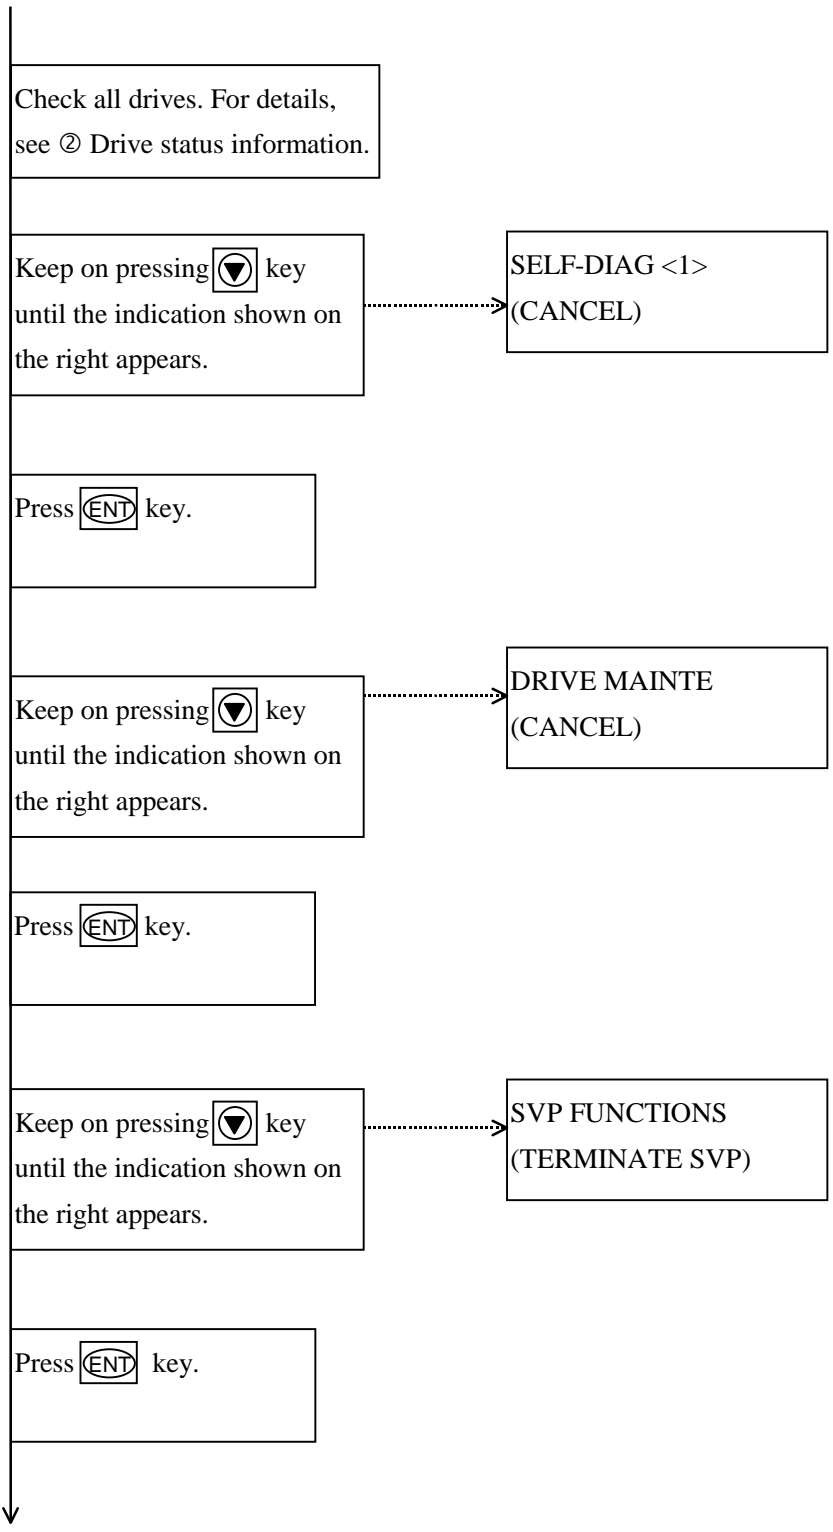 Check all drives. For details,
see ② Drive status information.
Keep on pressing ▼ key
until the indication shown on
the right appears.
SELF-DIAG <1>
(CANCEL)
Press ENT key.
Keep on pressing ▼ key
until the indication shown on
the right appears.
DRIVE MAINTE
(CANCEL)
Press ENT key.
Keep on pressing ▼ key
until the indication shown on
the right appears.
SVP FUNCTIONS
(TERMINATE SVP)
Press ENT key.